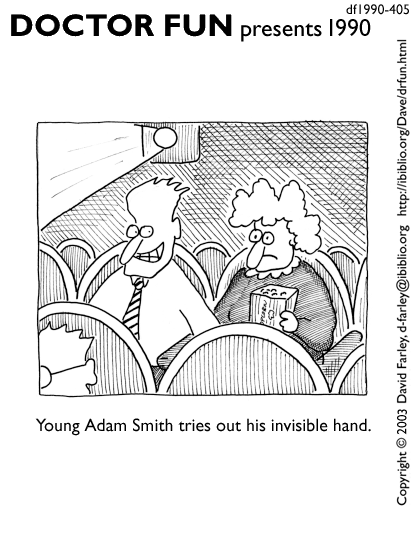 df1990-405
DOCTOR FUN presents 1990
Young Adam Smith tries out his invisible hand.
Copyright © 2003 David Farley, d-farley@ibiblio.org http://ibiblio.org/Dave/drfun.html